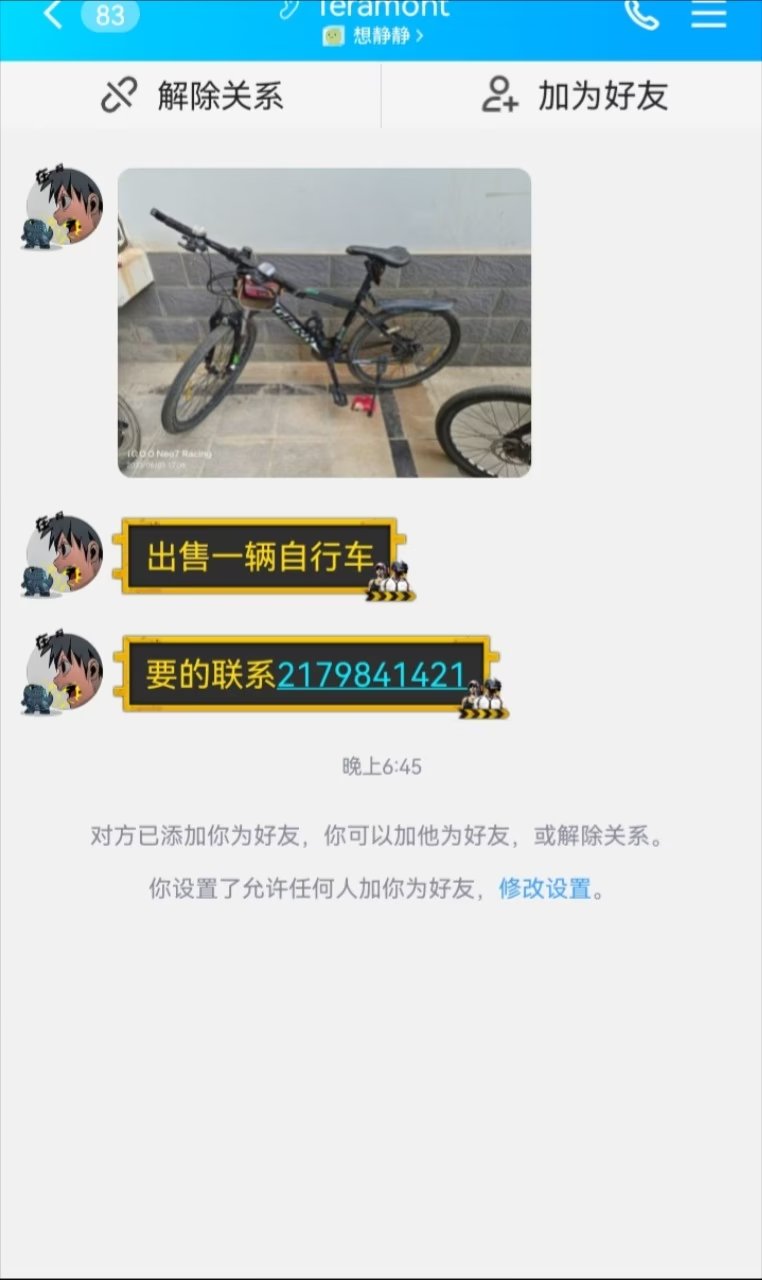 83
Teramont
想静静
解除关系
加为好友
GIANT
iQOO Neo7 Racing
出售一辆自行车
要的联系2179841421
晚上6:45
对方已添加你为好友，你可以加他为好友，或解除关系。
你设置了允许任何人加你为好友，修改设置。